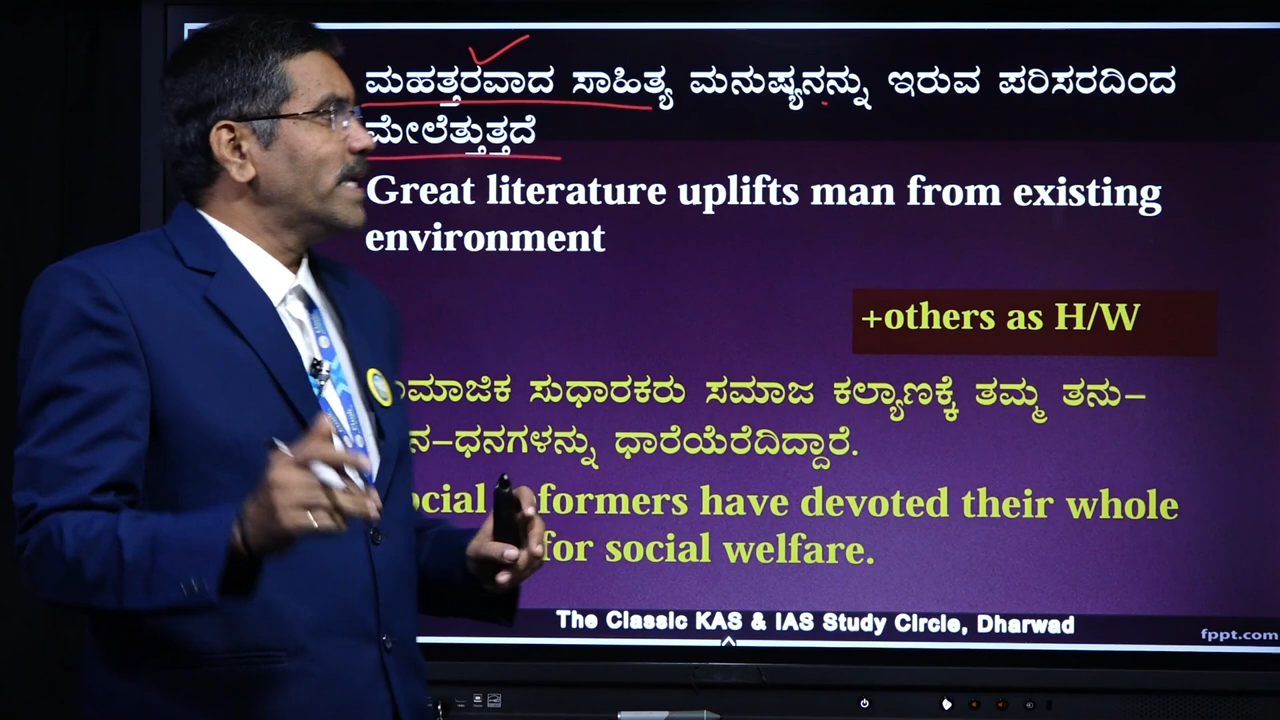 ಮಹತ್ತರವಾದ ಸಾಹಿತ್ಯ ಮನುಷ್ಯನನ್ನು ಇರುವ ಪರಿಸರದಿಂದ
ಮೇಲೆತ್ತುತ್ತದೆ
Great literature uplifts man from existing
environment
+others as H/W
ಸುಧಾರಕರು ಸಮಾಜ ಕಲ್ಯಾಣಕ್ಕೆ ತಮ್ಮ ತನು–
ನ–ಧನಗಳನ್ನು ಧಾರೆಯೆರೆದಿದ್ದಾರೆ.
have devoted their whole
for social welfare.
The Classic KAS & IAS Study Circle, Dharwad
fppt.com